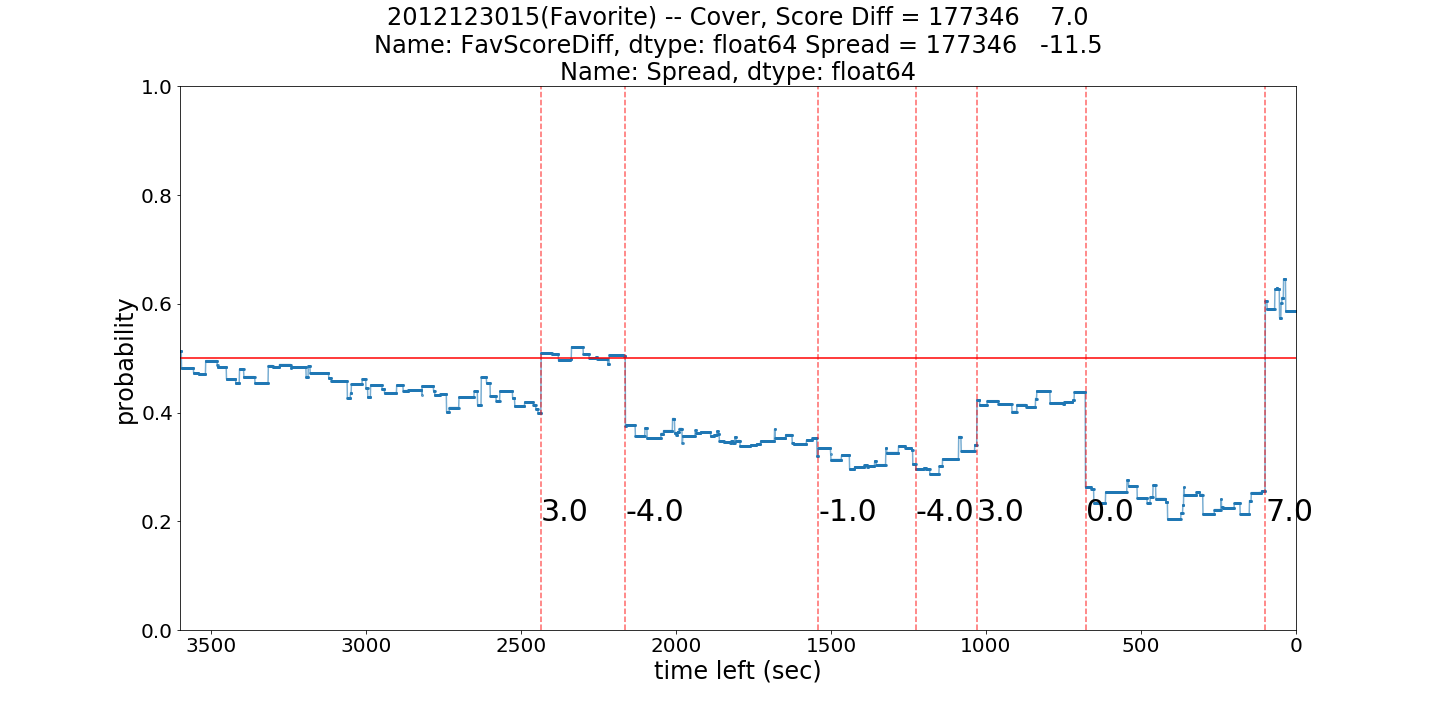 2012123015(Favorite) -- Cover, Score Diff = 177346    7.0
Name: FavScoreDiff, dtype: float64 Spread = 177346   -11.5
Name: Spread, dtype: float64
1.0
0.8
0.6
0.4
0.2
0.0
probability
3.0 -4.0 -1.0 -4.0 3.0 0.0 7.0
3500 3000 2500 2000 1500 1000 500 0
time left (sec)